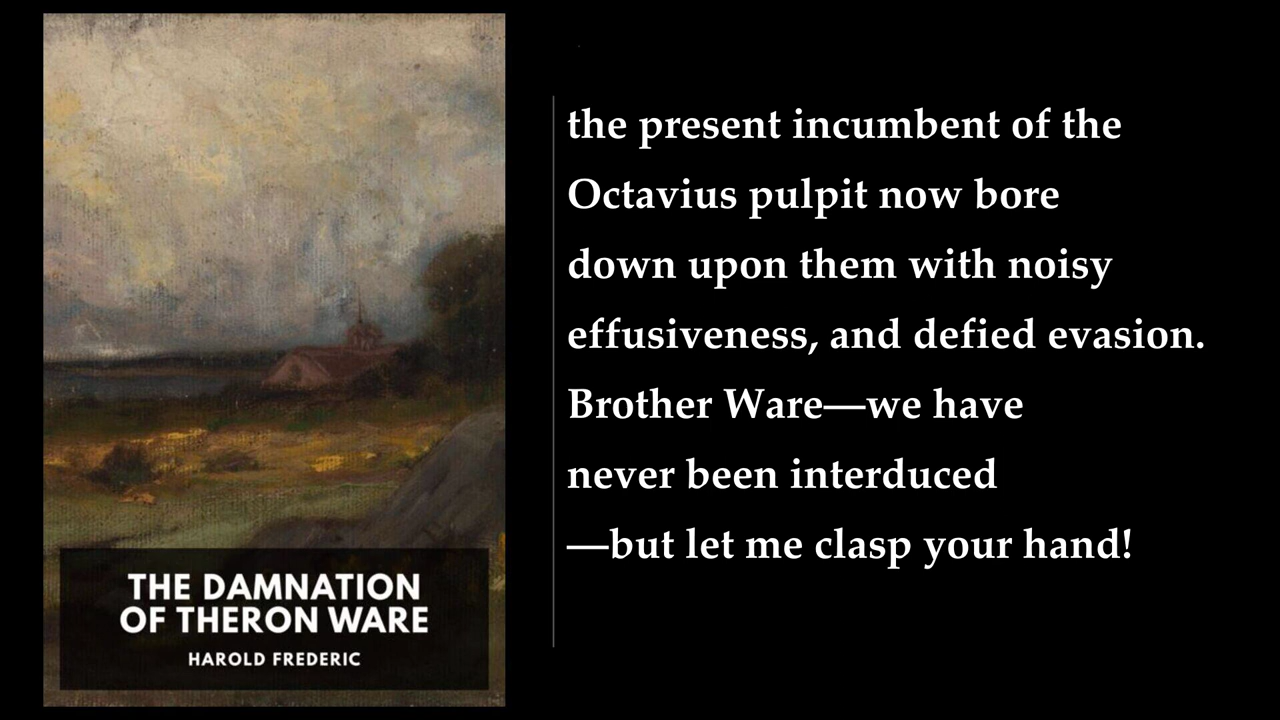 the present incumbent of the
Octavius pulpit now bore
down upon them with noisy
effusiveness, and defied evasion.
Brother Ware—we have
never been interduced
—but let me clasp your hand!
THE DAMNATION
OF THERON WARE
HAROLD FREDERIC